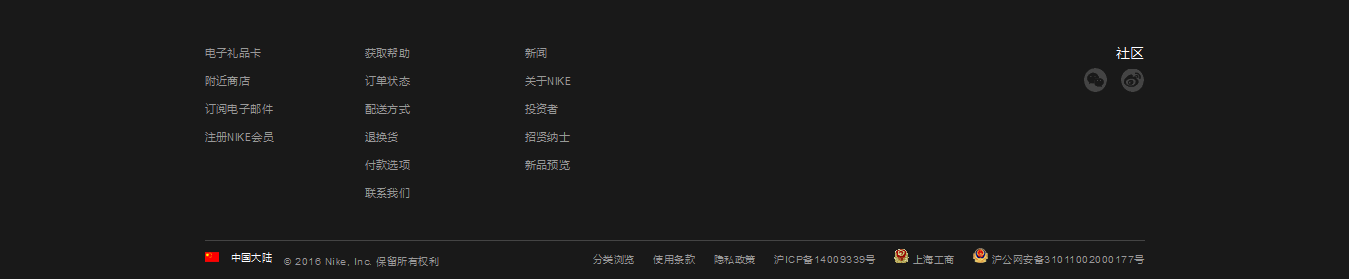 电子礼品卡
附近商店
订阅电子邮件
注册NIKE会员
获取帮助
订单状态
配送方式
退换货
付款选项
联系我们
新闻
关于NIKE
投资者
招贤纳士
新品预览
社区
中国大陆 © 2016 Nike, Inc. 保留所有权利 分类浏览 使用条款 隐私政策 沪ICP备14009339号 上海工商 沪公网安备31011002000177号